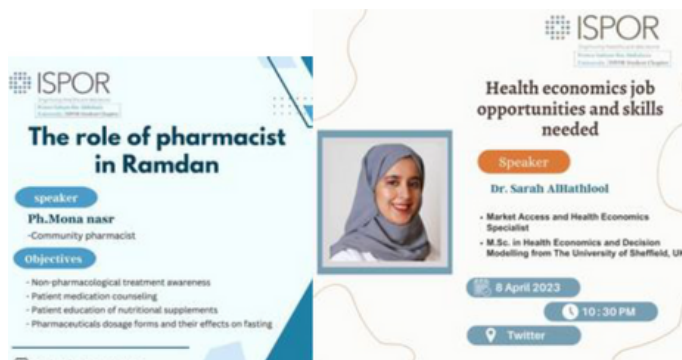 ISPOR
The role of pharmacist
in Ramdan
speaker
Ph.Mona nasr
-Community pharmacist
Objectives
- Non-pharmacological treatment awareness
- Patient medication counseling
- Patient education of nutritional supplements
- Pharmaceuticals dosage forms and their effects on fasting
ISPOR
Health economics job
opportunities and skills
needed
Speaker
Dr. Sarah AlHathlool
• Market Access and Health Economics
Specialist
• M.Sc. in Health Economics and Decision
Modelling from The University of Sheffield, UK
8 April 2023
10:30 PM
Twitter